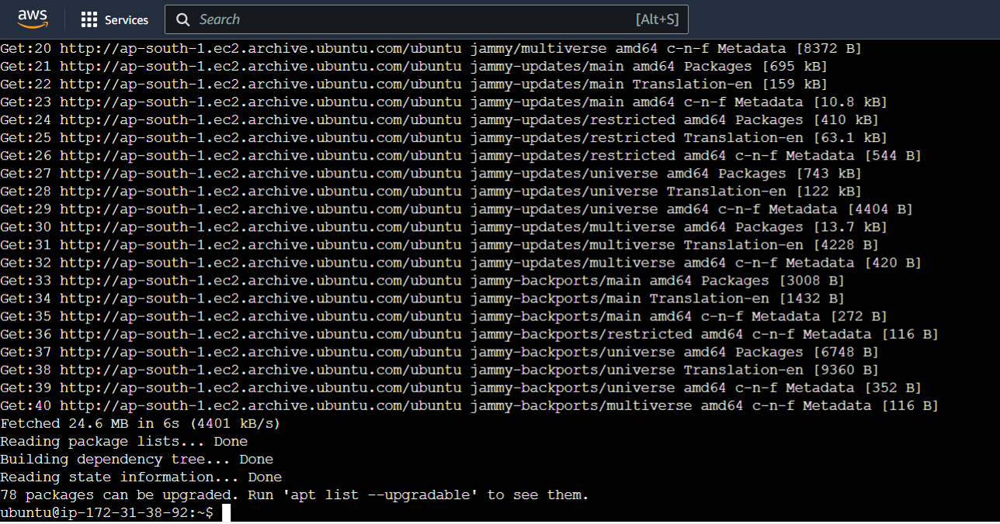 aws
Services
Search
[Alt+S]
Get:20 http://ap-south-1.ec2.archive.ubuntu.com/ubuntu jammy/multiverse amd64 c-n-f Metadata [8372 B]
Get:21 http://ap-south-1.ec2.archive.ubuntu.com/ubuntu jammy-updates/main amd64 Packages [695 kB]
Get:22 http://ap-south-1.ec2.archive.ubuntu.com/ubuntu jammy-updates/main Translation-en [159 kB]
Get:23 http://ap-south-1.ec2.archive.ubuntu.com/ubuntu jammy-updates/main amd64 c-n-f Metadata [10.8 kB]
Get:24 http://ap-south-1.ec2.archive.ubuntu.com/ubuntu jammy-updates/restricted amd64 Packages [410 kB]
Get:25 http://ap-south-1.ec2.archive.ubuntu.com/ubuntu jammy-updates/restricted Translation-en [63.1 kB]
Get:26 http://ap-south-1.ec2.archive.ubuntu.com/ubuntu jammy-updates/restricted amd64 c-n-f Metadata [544 B]
Get:27 http://ap-south-1.ec2.archive.ubuntu.com/ubuntu jammy-updates/universe amd64 Packages [743 kB]
Get:28 http://ap-south-1.ec2.archive.ubuntu.com/ubuntu jammy-updates/universe Translation-en [122 kB]
Get:29 http://ap-south-1.ec2.archive.ubuntu.com/ubuntu jammy-updates/universe amd64 c-n-f Metadata [4404 B]
Get:30 http://ap-south-1.ec2.archive.ubuntu.com/ubuntu jammy-updates/multiverse amd64 Packages [13.7 kB]
Get:31 http://ap-south-1.ec2.archive.ubuntu.com/ubuntu jammy-updates/multiverse Translation-en [4228 B]
Get:32 http://ap-south-1.ec2.archive.ubuntu.com/ubuntu jammy-updates/multiverse amd64 c-n-f Metadata [420 B]
Get:33 http://ap-south-1.ec2.archive.ubuntu.com/ubuntu jammy-backports/main amd64 Packages [3008 B]
Get:34 http://ap-south-1.ec2.archive.ubuntu.com/ubuntu jammy-backports/main Translation-en [1432 B]
Get:35 http://ap-south-1.ec2.archive.ubuntu.com/ubuntu jammy-backports/main amd64 c-n-f Metadata [272 B]
Get:36 http://ap-south-1.ec2.archive.ubuntu.com/ubuntu jammy-backports/restricted amd64 c-n-f Metadata [116 B]
Get:37 http://ap-south-1.ec2.archive.ubuntu.com/ubuntu jammy-backports/universe amd64 Packages [6748 B]
Get:38 http://ap-south-1.ec2.archive.ubuntu.com/ubuntu jammy-backports/universe Translation-en [9360 B]
Get:39 http://ap-south-1.ec2.archive.ubuntu.com/ubuntu jammy-backports/universe amd64 c-n-f Metadata [352 B]
Get:40 http://ap-south-1.ec2.archive.ubuntu.com/ubuntu jammy-backports/multiverse amd64 c-n-f Metadata [116 B]
Fetched 24.6 MB in 6s (4401 kB/s)
Reading package lists... Done
Building dependency tree... Done
Reading state information... Done
78 packages can be upgraded. Run 'apt list --upgradable' to see them.
ubuntu@ip-172-31-38-92:~$